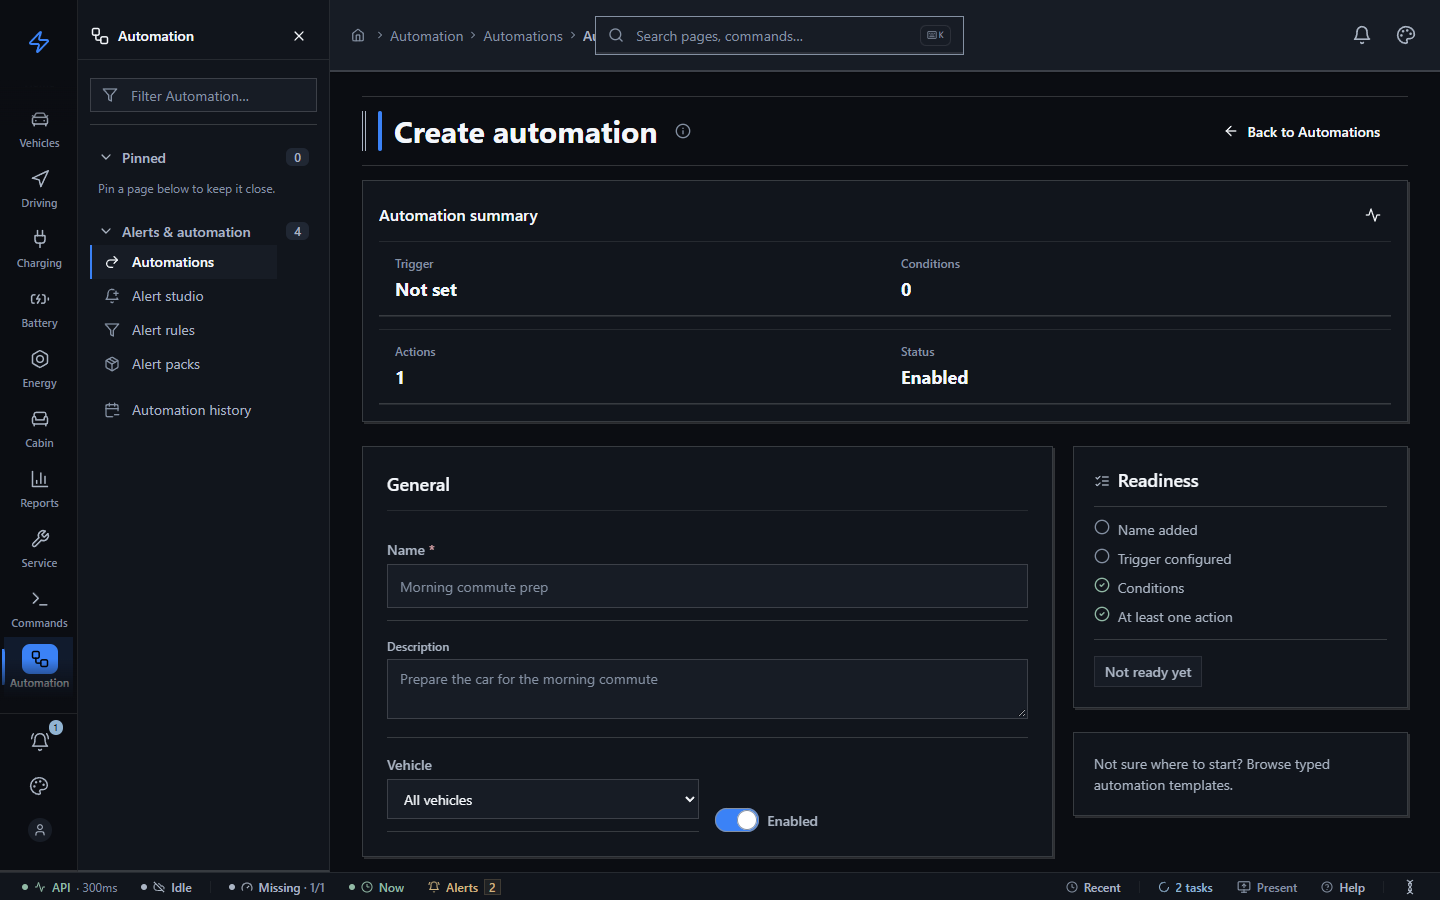 Automation
Filter Automation...
Pinned 0
Pin a page below to keep it close.
Alerts & automation 4
Automations
Alert studio
Alert rules
Alert packs
Automation history
Vehicles
Driving
Charging
Battery
Energy
Cabin
Reports
Service
Commands
Automation
1
Automation
Automations
Search pages, commands...
K
Create automation
Back to Automations
Automation summary
Trigger
Not set
Conditions
0
Actions
1
Status
Enabled
General
Name *
Morning commute prep
Description
Prepare the car for the morning commute
Vehicle
All vehicles
Enabled
Readiness
Name added
Trigger configured
Conditions
At least one action
Not ready yet
Not sure where to start? Browse typed
automation templates.
API · 300ms
Idle
Missing · 1/1
Now
Alerts 2
Recent
2 tasks
Present
Help